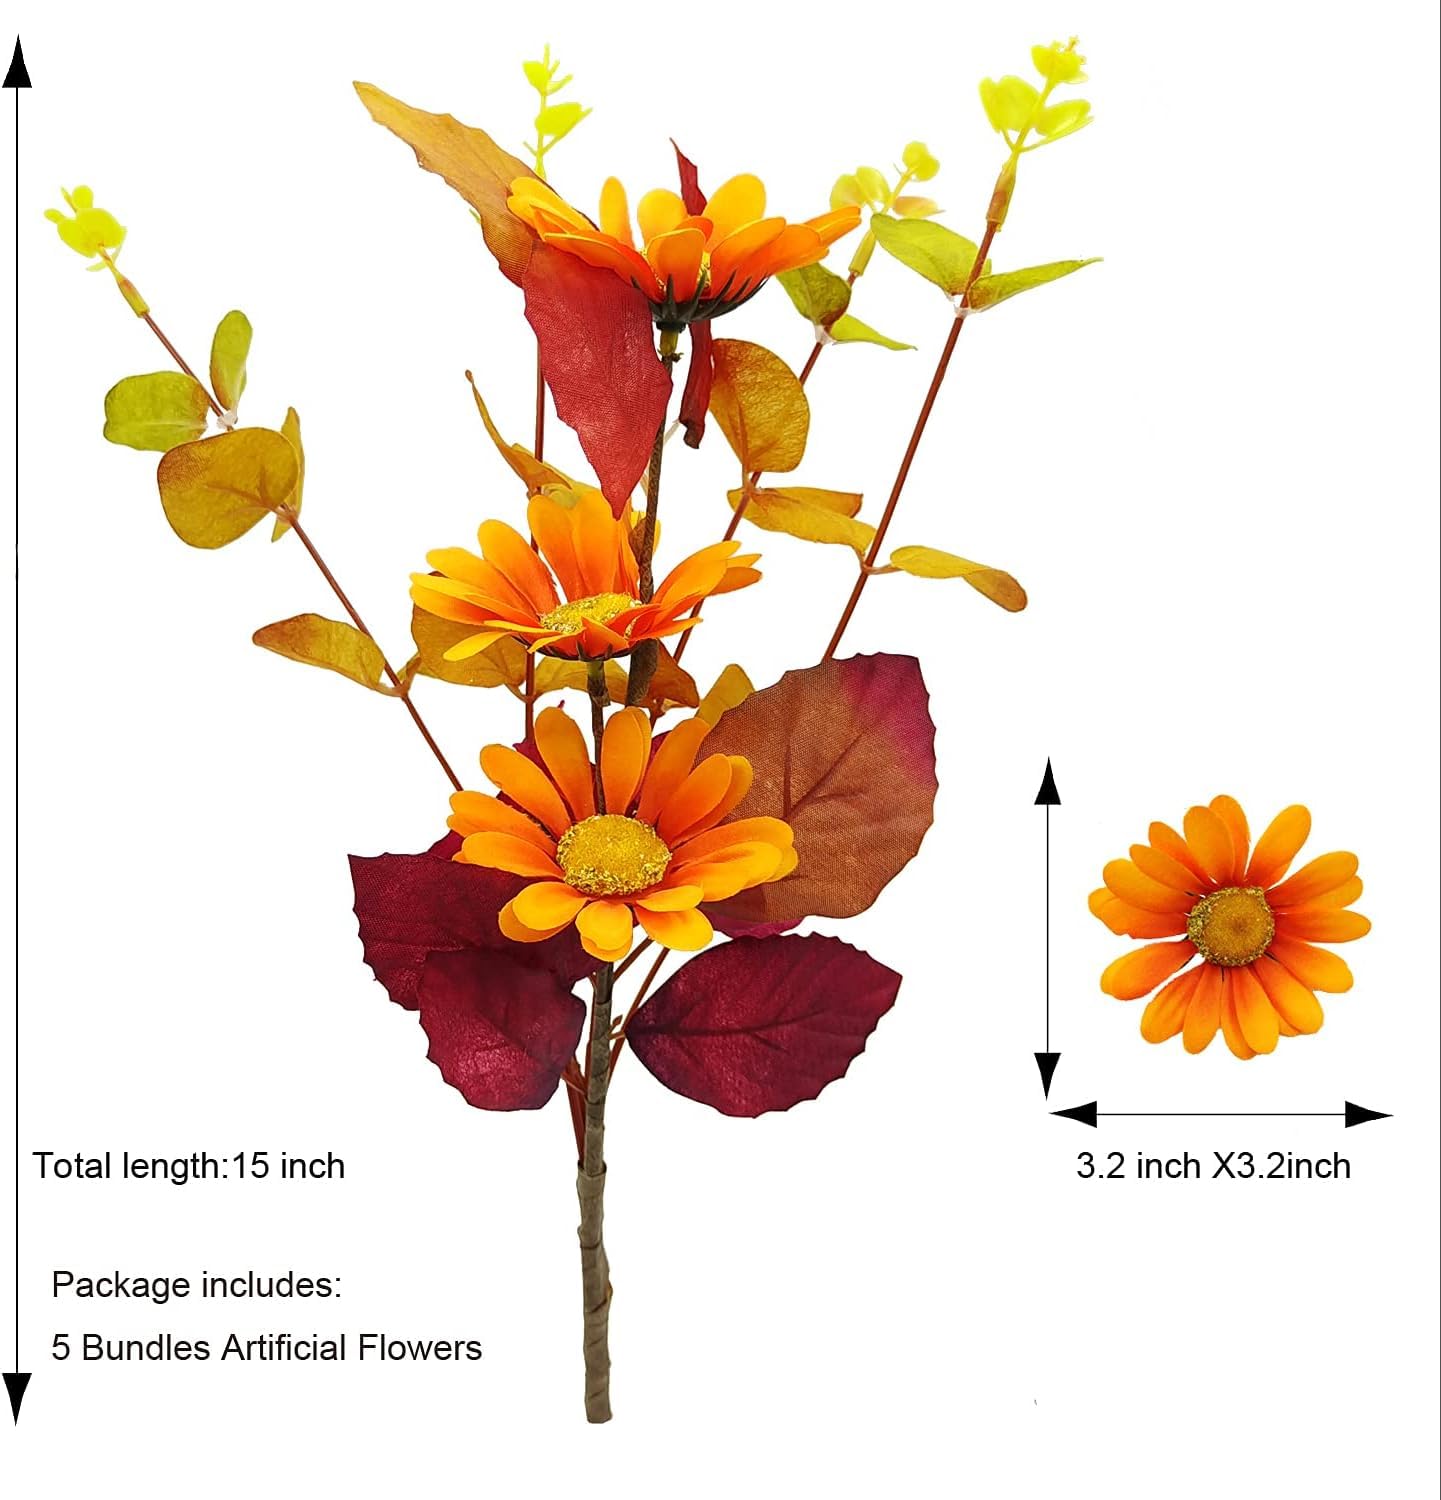 Total length:15 inch
3.2 inch X3.2inch
Package includes:
5 Bundles Artificial Flowers